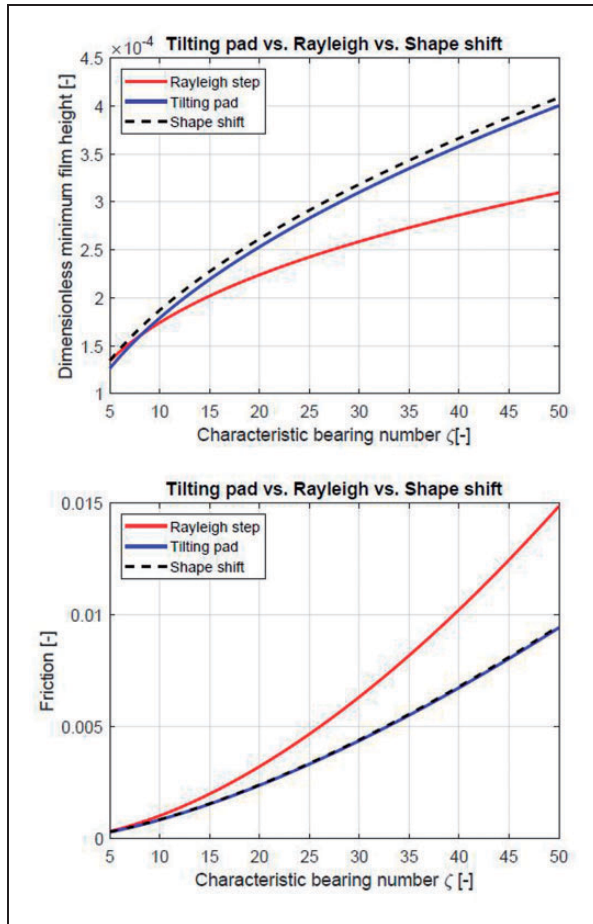 ×10⁻⁴
Tilting pad vs. Rayleigh vs. Shape shift
4.5
4
3.5
3
2.5
2
1.5
1
Dimensionless minimum film height [-]
Rayleigh step
Tilting pad
Shape shift
5 10 15 20 25 30 35 40 45 50
Characteristic bearing number ζ[-]
Tilting pad vs. Rayleigh vs. Shape shift
0.015
0.01
0.005
0
Friction [-]
Rayleigh step
Tilting pad
Shape shift
5 10 15 20 25 30 35 40 45 50
Characteristic bearing number ζ [-]